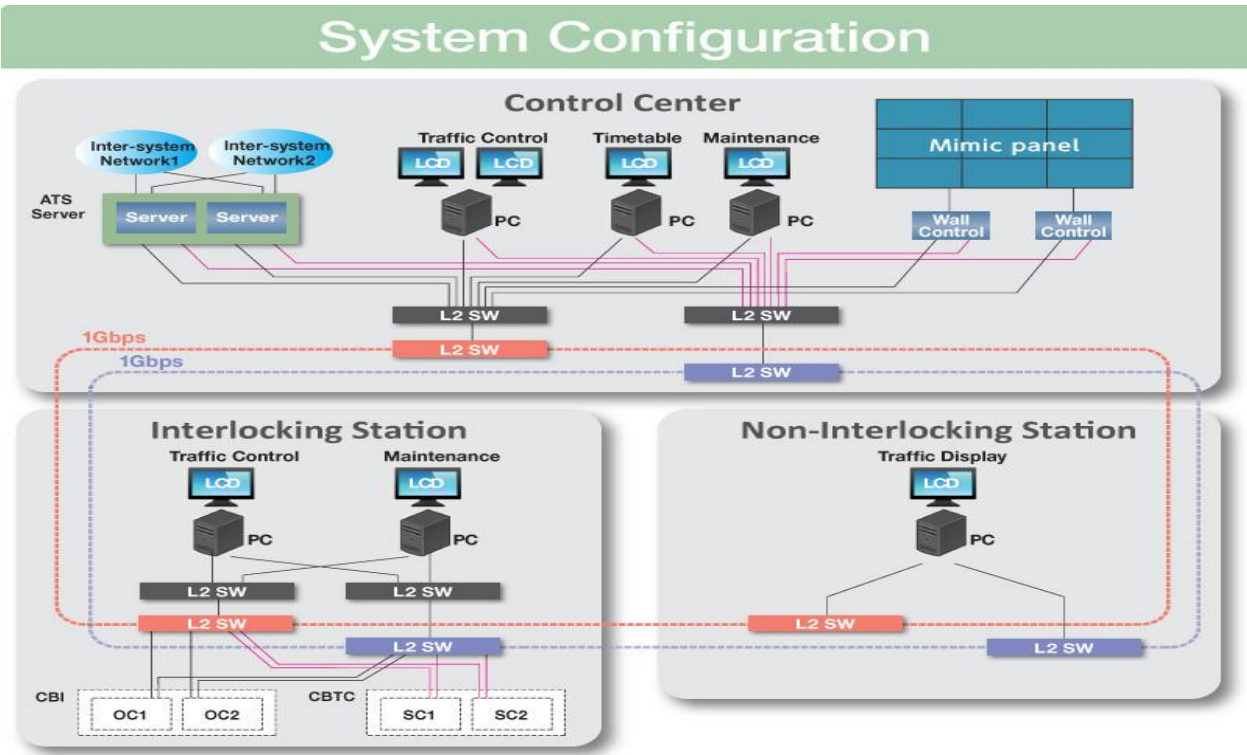 System Configuration
Control Center
Inter-system
Network1
Inter-system
Network2
Traffic Control
Timetable
Maintenance
LCD
LCD
LCD
LCD
Mimic panel
ATS
Server
Server
Server
PC
PC
PC
Wall
Control
Wall
Control
L2 SW
L2 SW
1Gbps
L2 SW
1Gbps
L2 SW
Interlocking Station
Traffic Control
Maintenance
LCD
LCD
PC
PC
L2 SW
L2 SW
L2 SW
L2 SW
CBI
OC1
OC2
CBTC
SC1
SC2
Non-Interlocking Station
Traffic Display
LCD
PC
L2 SW
L2 SW